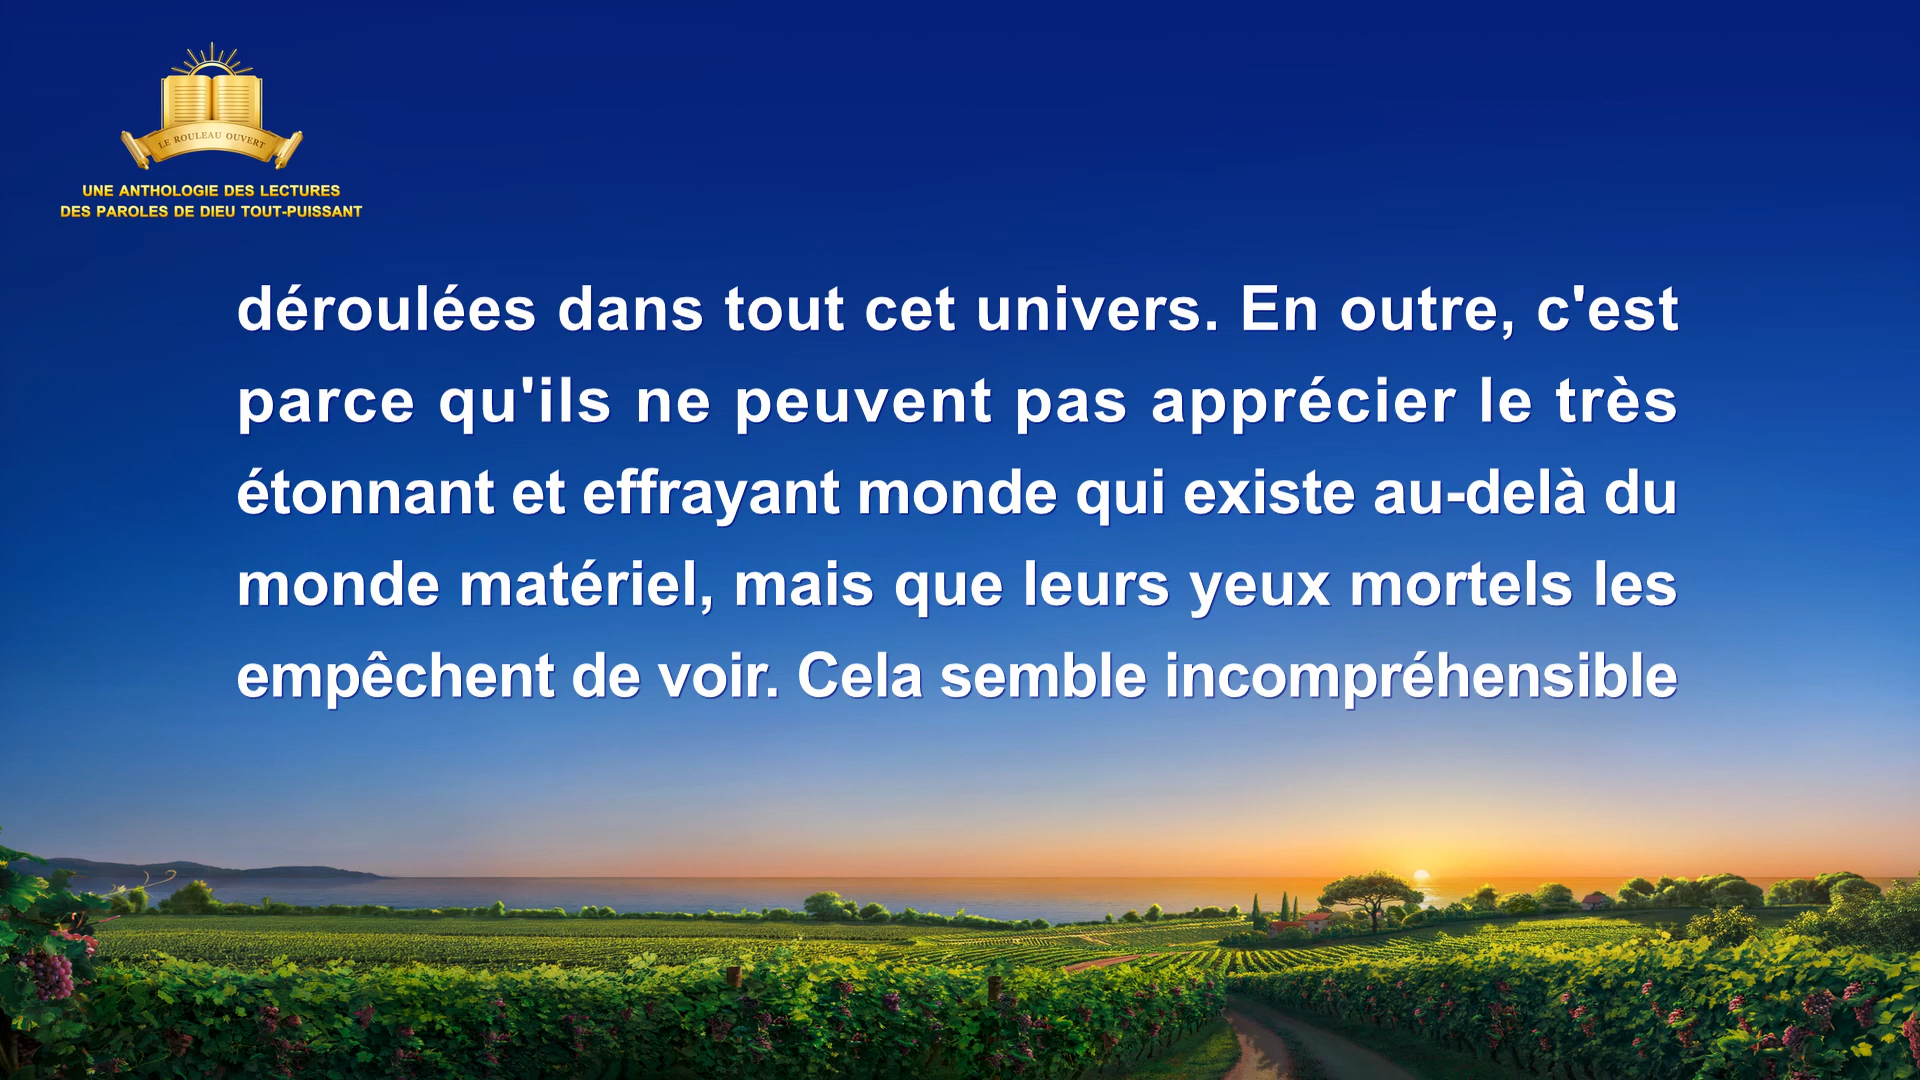 LE ROULEAU OUVERT
UNE ANTHOLOGIE DES LECTURES
DES PAROLES DE DIEU TOUT-PUISSANT
déroulées dans tout cet univers. En outre, c'est
parce qu'ils ne peuvent pas apprécier le très
étonnant et effrayant monde qui existe au-delà du
monde matériel, mais que leurs yeux mortels les
empêchent de voir. Cela semble incompréhensible